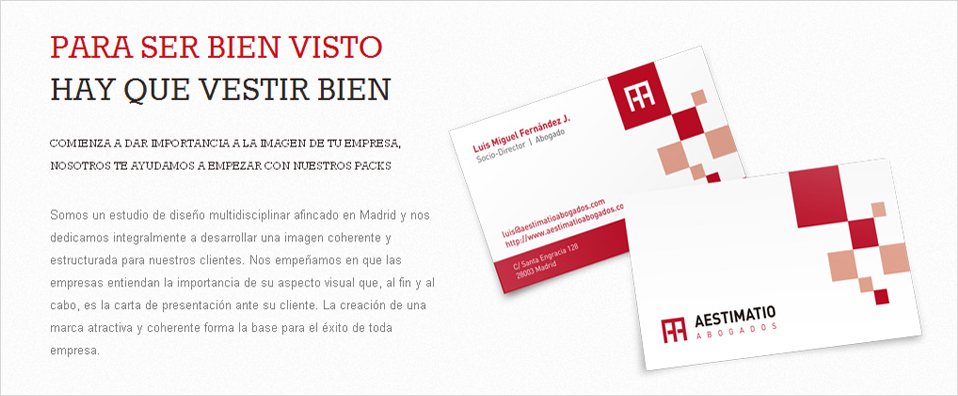 PARA SER BIEN VISTO
HAY QUE VESTIR BIEN
COMIENZA A DAR IMPORTANCIA A LA IMAGEN DE TU EMPRESA,
NOSOTROS TE AYUDAMOS A EMPEZAR CON NUESTROS PACKS
Somos un estudio de diseño multidisciplinar afincado en Madrid y nos
dedicamos integralmente a desarrollar una imagen coherente y
estructurada para nuestros clientes. Nos empeñamos en que las
empresas entiendan la importancia de su aspecto visual que, al fin y al
cabo, es la carta de presentación ante su cliente. La creación de una
marca atractiva y coherente forma la base para el éxito de toda
empresa.
Luis Miguel Fernández J.
Socio-Director | Abogado
luis@aestimatioabogados.com
http://www.aestimatioabogados.co
C/ Santa Engracia 128
28003 Madrid
AESTIMATIO
ABOGADOS